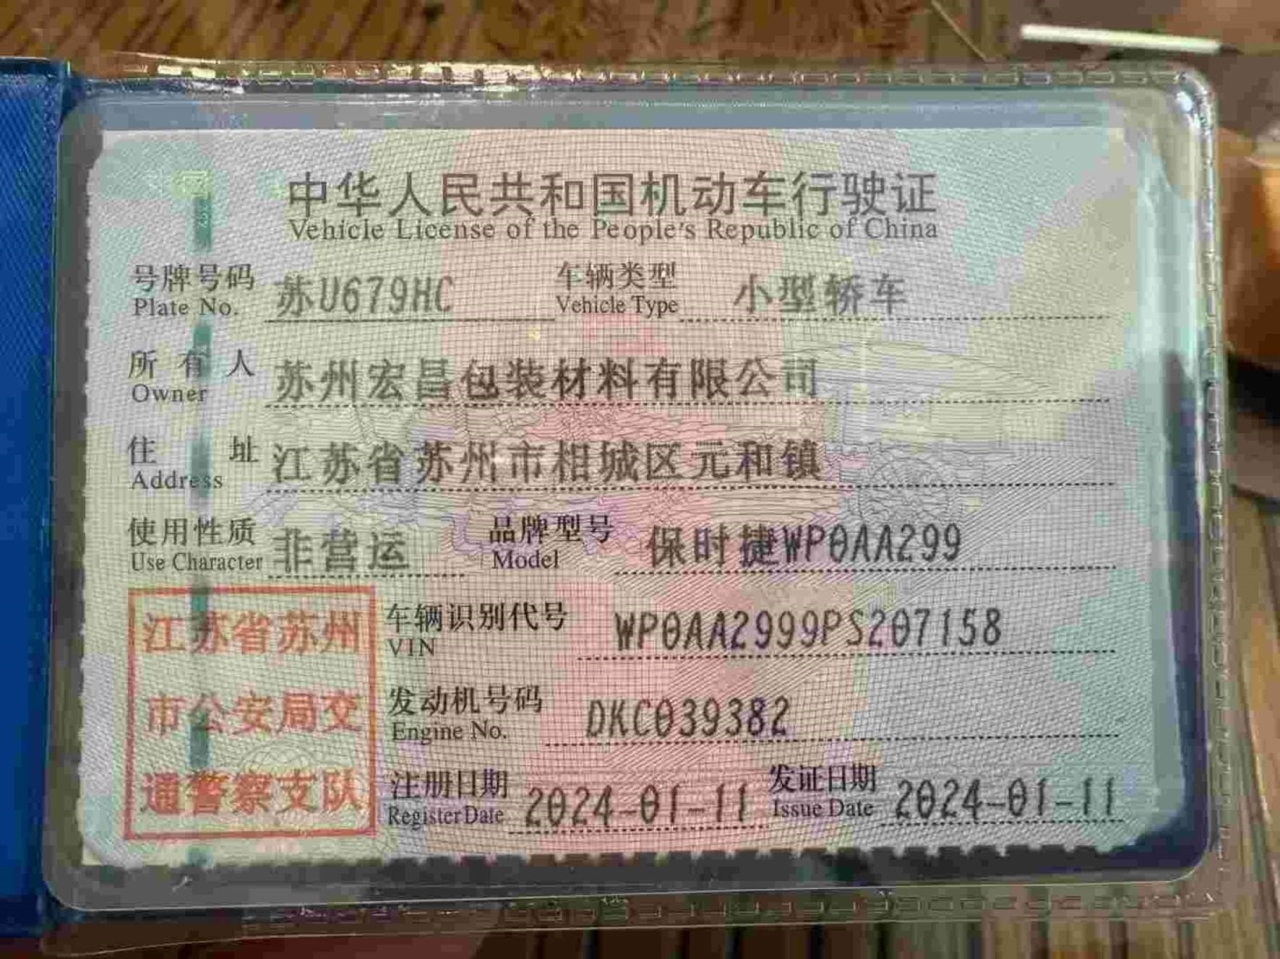 中华人民共和国机动车行驶证
Vehicle License of the People's Republic of China
号牌号码 苏U679HC 车辆类型 小型轿车
Plate No. Vehicle Type
所有人 苏州宏昌包装材料有限公司
Owner
住址 江苏省苏州市相城区元和镇
Address
使用性质 非营运 品牌型号 保时捷WP0AA299
Use Character Model
江苏省苏州
市公安局交
通警察支队
车辆识别代号 WP0AA2999PS207158
VIN
发动机号码 DKC039382
Engine No.
注册日期 2024-01-11 发证日期 2024-01-11
Register Date Issue Date